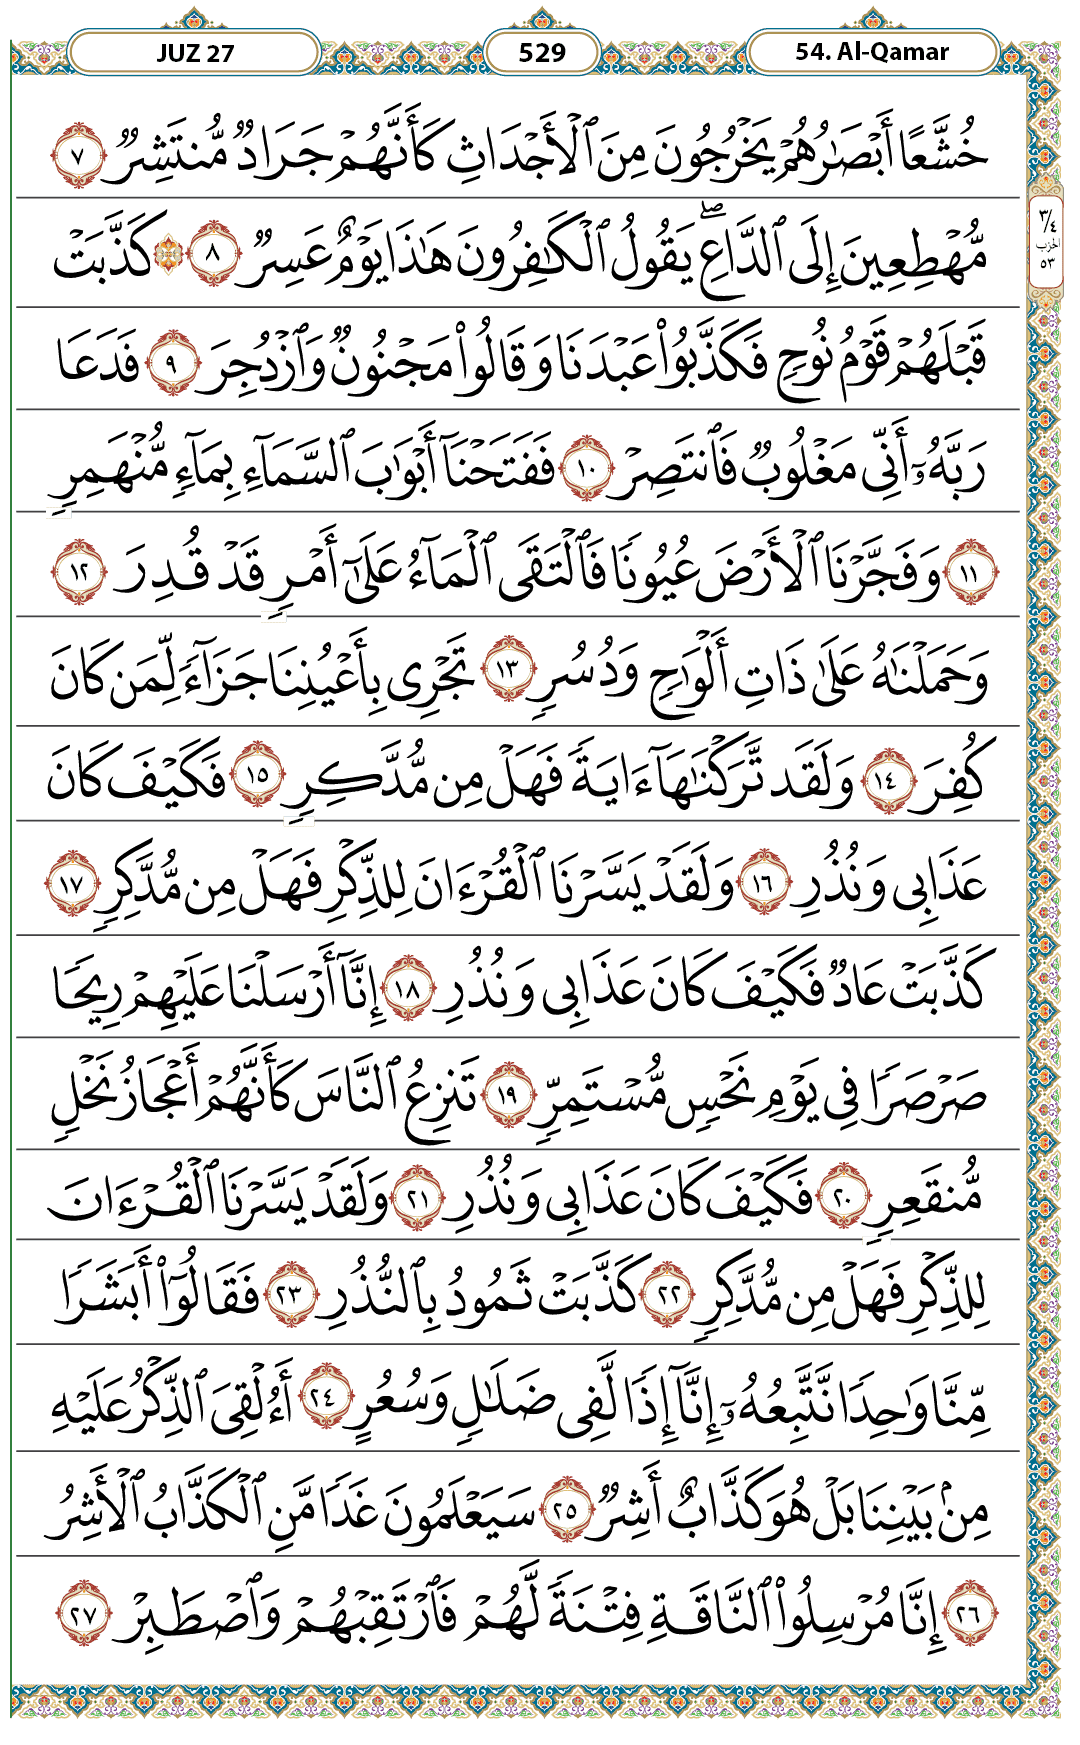 JUZ 27 529 54. Al-Qamar
خُشَّعًا أَبْصَٰرُهُمْ يَخْرُجُونَ مِنَ ٱلْأَجْدَاثِ كَأَنَّهُمْ جَرَادٌ مُّنتَشِرٌ ٧
مُّهْطِعِينَ إِلَى ٱلدَّاعِ ۖ يَقُولُ ٱلْكَٰفِرُونَ هَٰذَا يَوْمٌ عَسِرٌ ٨ ۞ كَذَّبَتْ
٣/٤
الحزب
٥٣
قَبْلَهُمْ قَوْمُ نُوحٍ فَكَذَّبُوا۟ عَبْدَنَا وَقَالُوا۟ مَجْنُونٌ وَٱزْدُجِرَ ٩ فَدَعَا
رَبَّهُۥٓ أَنِّى مَغْلُوبٌ فَٱنتَصِرْ ١٠ فَفَتَحْنَآ أَبْوَٰبَ ٱلسَّمَآءِ بِمَآءٍ مُّنْهَمِرٍ
١١ وَفَجَّرْنَا ٱلْأَرْضَ عُيُونًا فَٱلْتَقَى ٱلْمَآءُ عَلَىٰٓ أَمْرٍ قَدْ قُدِرَ ١٢
وَحَمَلْنَٰهُ عَلَىٰ ذَاتِ أَلْوَٰحٍ وَدُسُرٍ ١٣ تَجْرِى بِأَعْيُنِنَا جَزَآءً لِّمَن كَانَ
كُفِرَ ١٤ وَلَقَد تَّرَكْنَٰهَآ ءَايَةً فَهَلْ مِن مُّدَّكِرٍ ١٥ فَكَيْفَ كَانَ
عَذَابِى وَنُذُرِ ١٦ وَلَقَدْ يَسَّرْنَا ٱلْقُرْءَانَ لِلذِّكْرِ فَهَلْ مِن مُّدَّكِرٍ ١٧
كَذَّبَتْ عَادٌ فَكَيْفَ كَانَ عَذَابِى وَنُذُرِ ١٨ إِنَّآ أَرْسَلْنَا عَلَيْهِمْ رِيحًا
صَرْصَرًا فِى يَوْمِ نَحْسٍ مُّسْتَمِرٍّ ١٩ تَنزِعُ ٱلنَّاسَ كَأَنَّهُمْ أَعْجَازُ نَخْلٍ
مُّنقَعِرٍ ٢٠ فَكَيْفَ كَانَ عَذَابِى وَنُذُرِ ٢١ وَلَقَدْ يَسَّرْنَا ٱلْقُرْءَانَ
لِلذِّكْرِ فَهَلْ مِن مُّدَّكِرٍ ٢٢ كَذَّبَتْ ثَمُودُ بِٱلنُّذُرِ ٢٣ فَقَالُوٓا۟ أَبَشَرًا
مِّنَّا وَٰحِدًا نَّتَّبِعُهُۥٓ إِنَّآ إِذًا لَّفِى ضَلَٰلٍ وَسُعُرٍ ٢٤ أَءُلْقِىَ ٱلذِّكْرُ عَلَيْهِ
مِنۢ بَيْنِنَا بَلْ هُوَ كَذَّابٌ أَشِرٌ ٢٥ سَيَعْلَمُونَ غَدًا مَّنِ ٱلْكَذَّابُ ٱلْأَشِرُ
٢٦ إِنَّا مُرْسِلُوا۟ ٱلنَّاقَةِ فِتْنَةً لَّهُمْ فَٱرْتَقِبْهُمْ وَٱصْطَبِرْ ٢٧